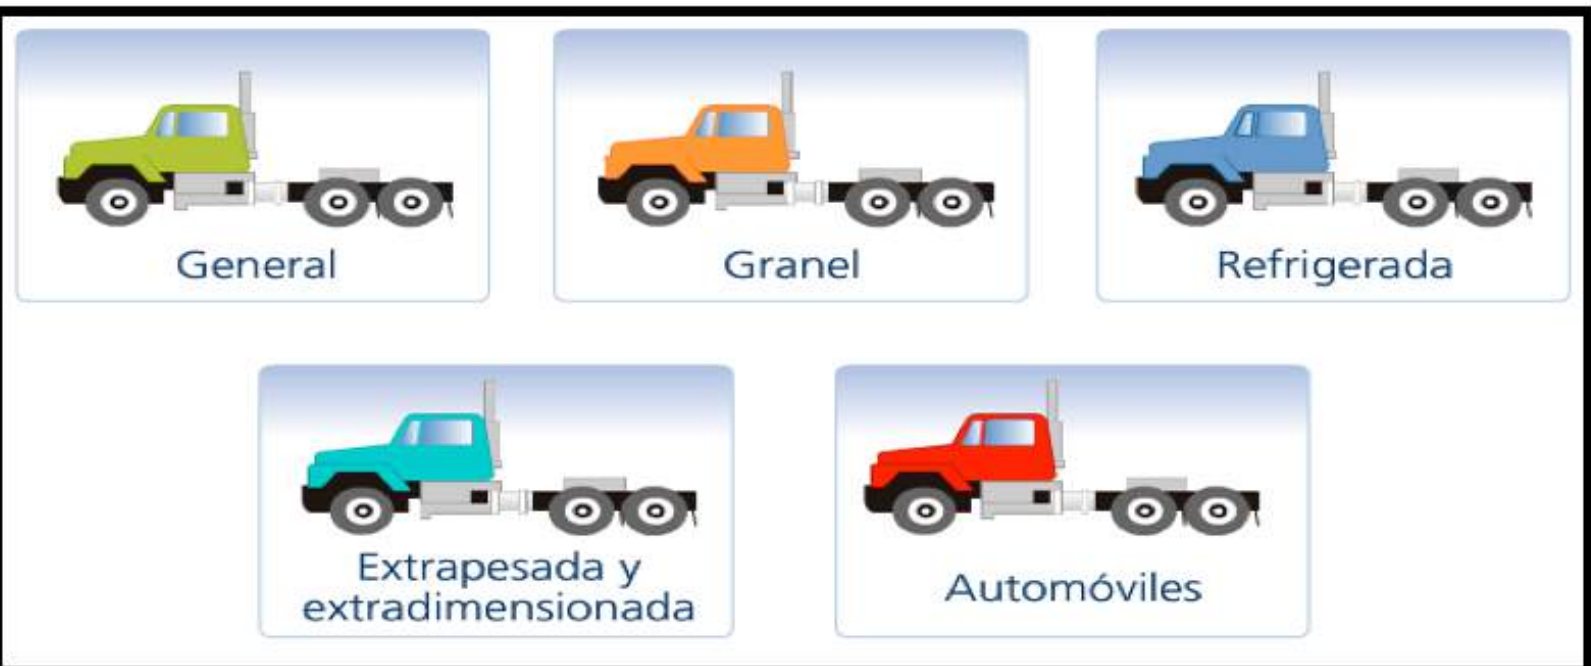 General
Granel
Refrigerada
Extrapesada y
extradimensionada
Automóviles